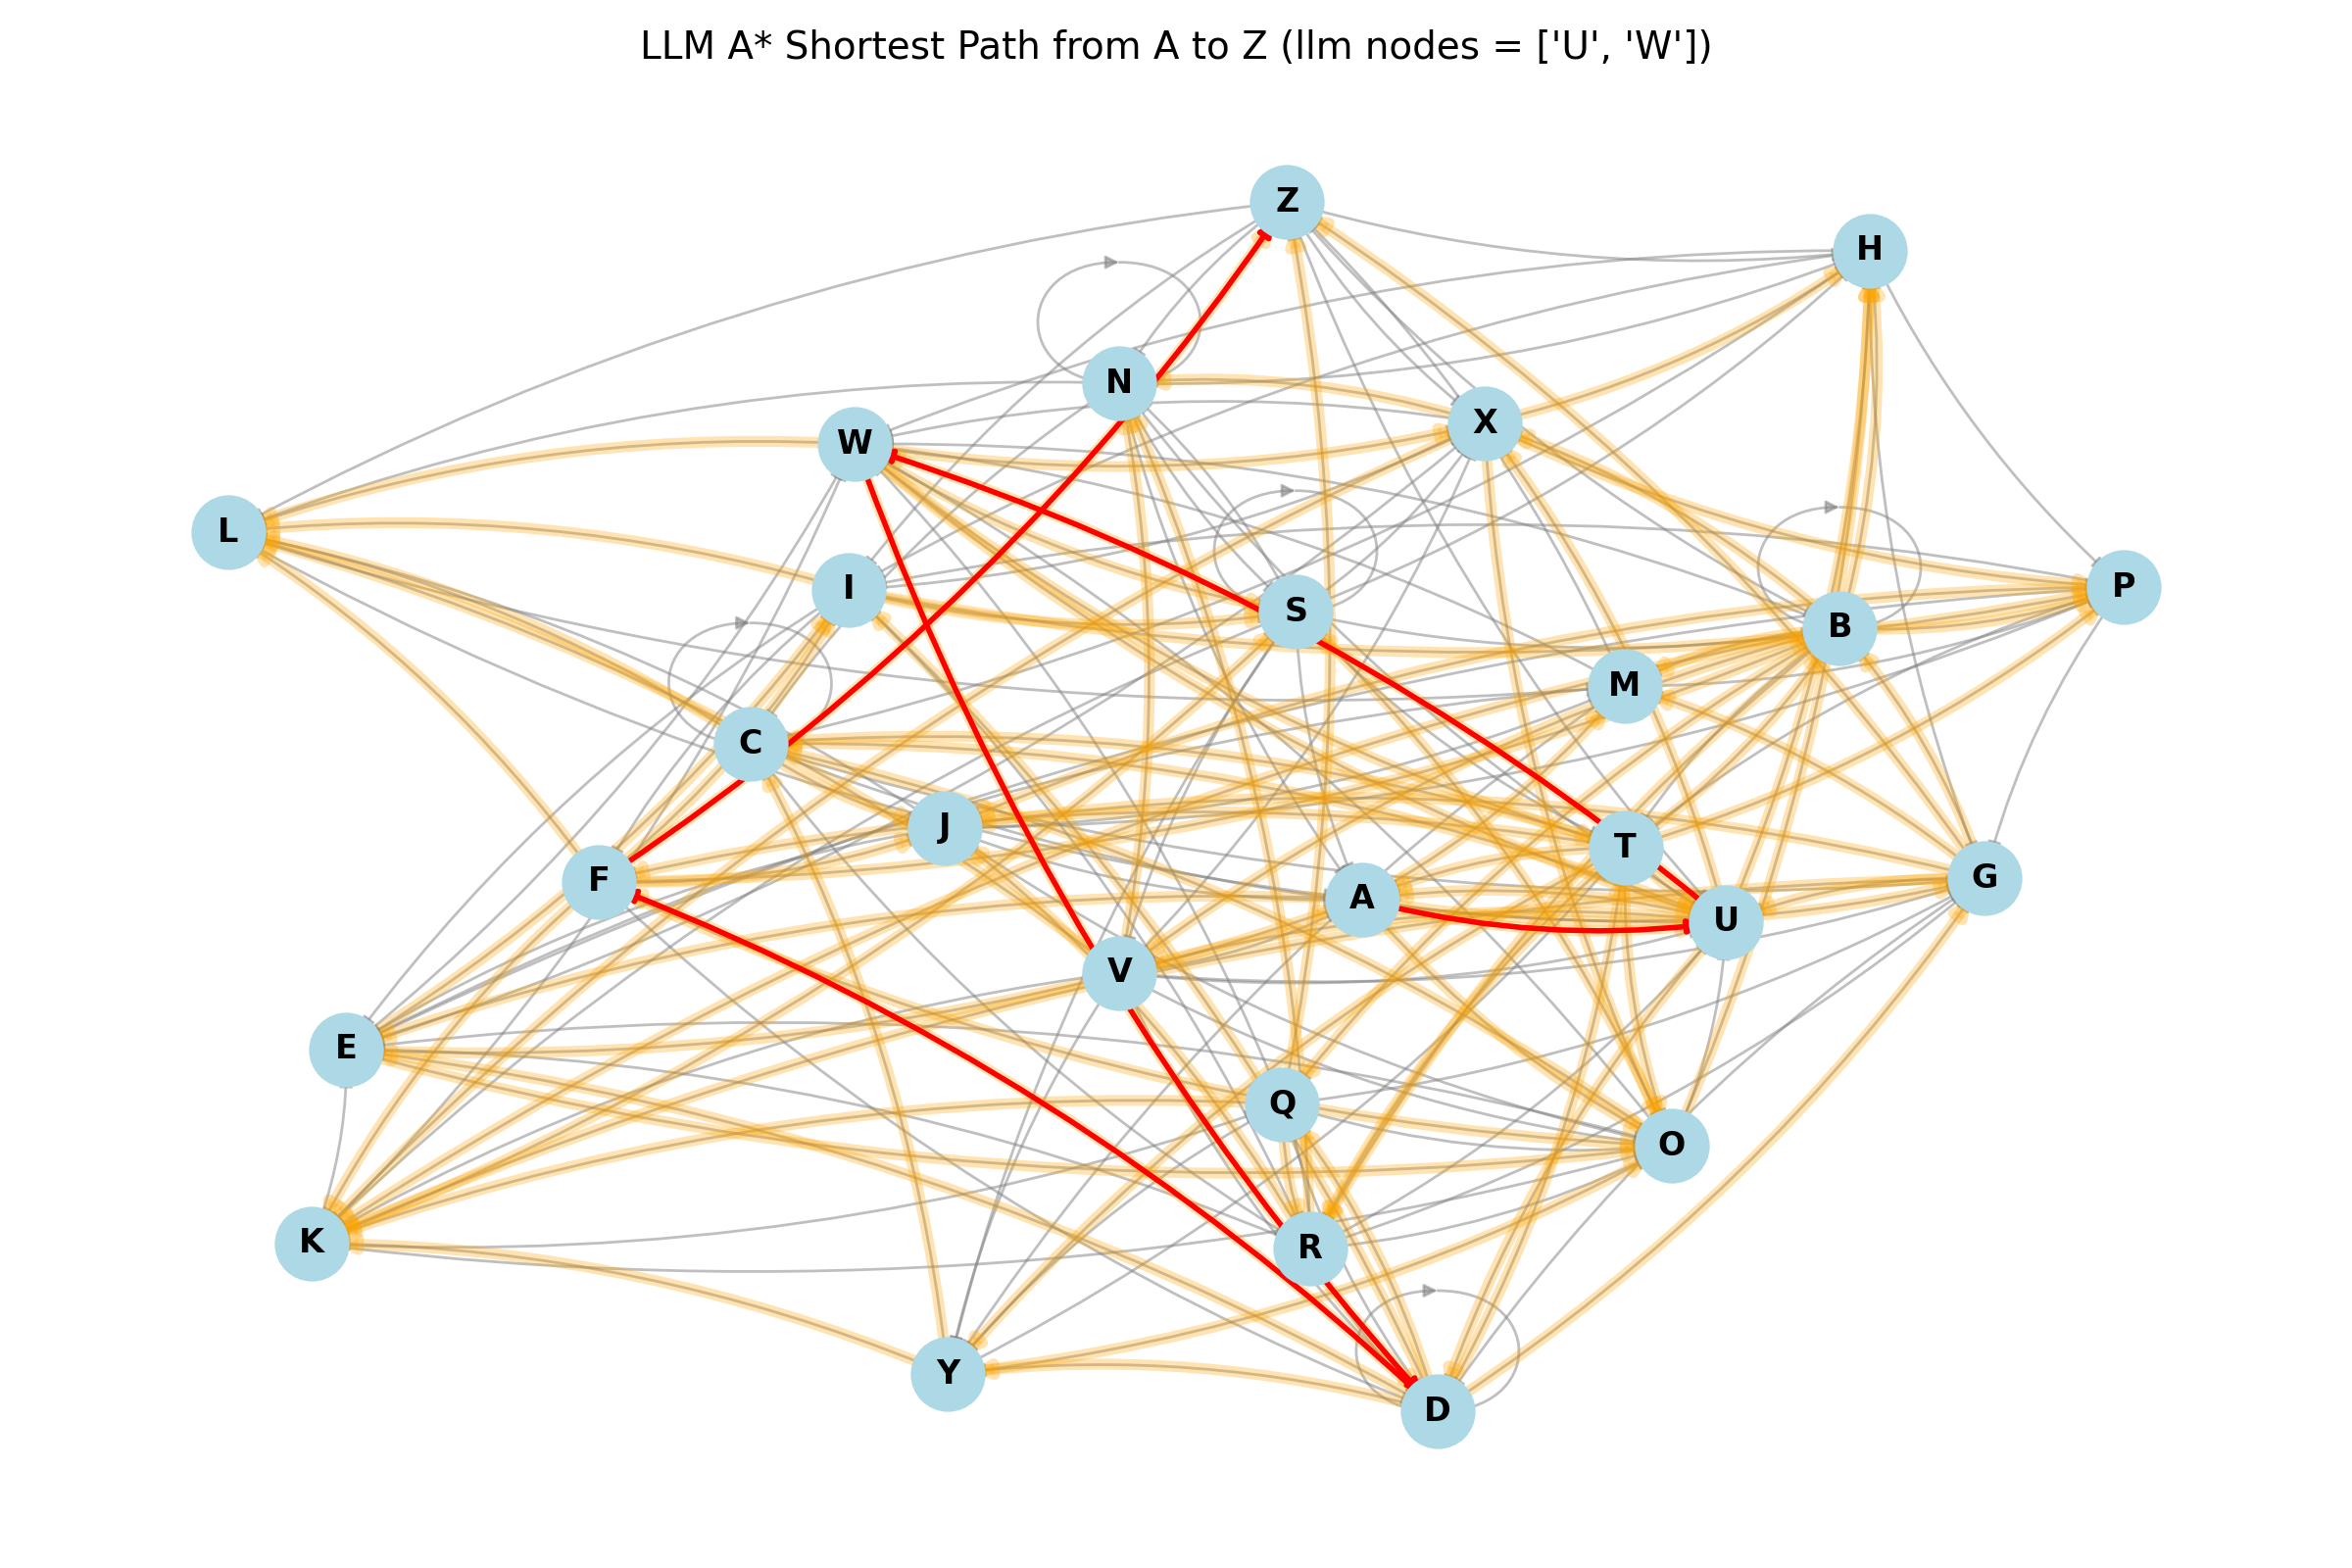 LLM A* Shortest Path from A to Z (llm nodes = ['U', 'W'])
Z
H
N
X
W
L
P
I
S
B
M
C
J
T
F
A
G
U
V
E
Q
O
K
R
Y
D